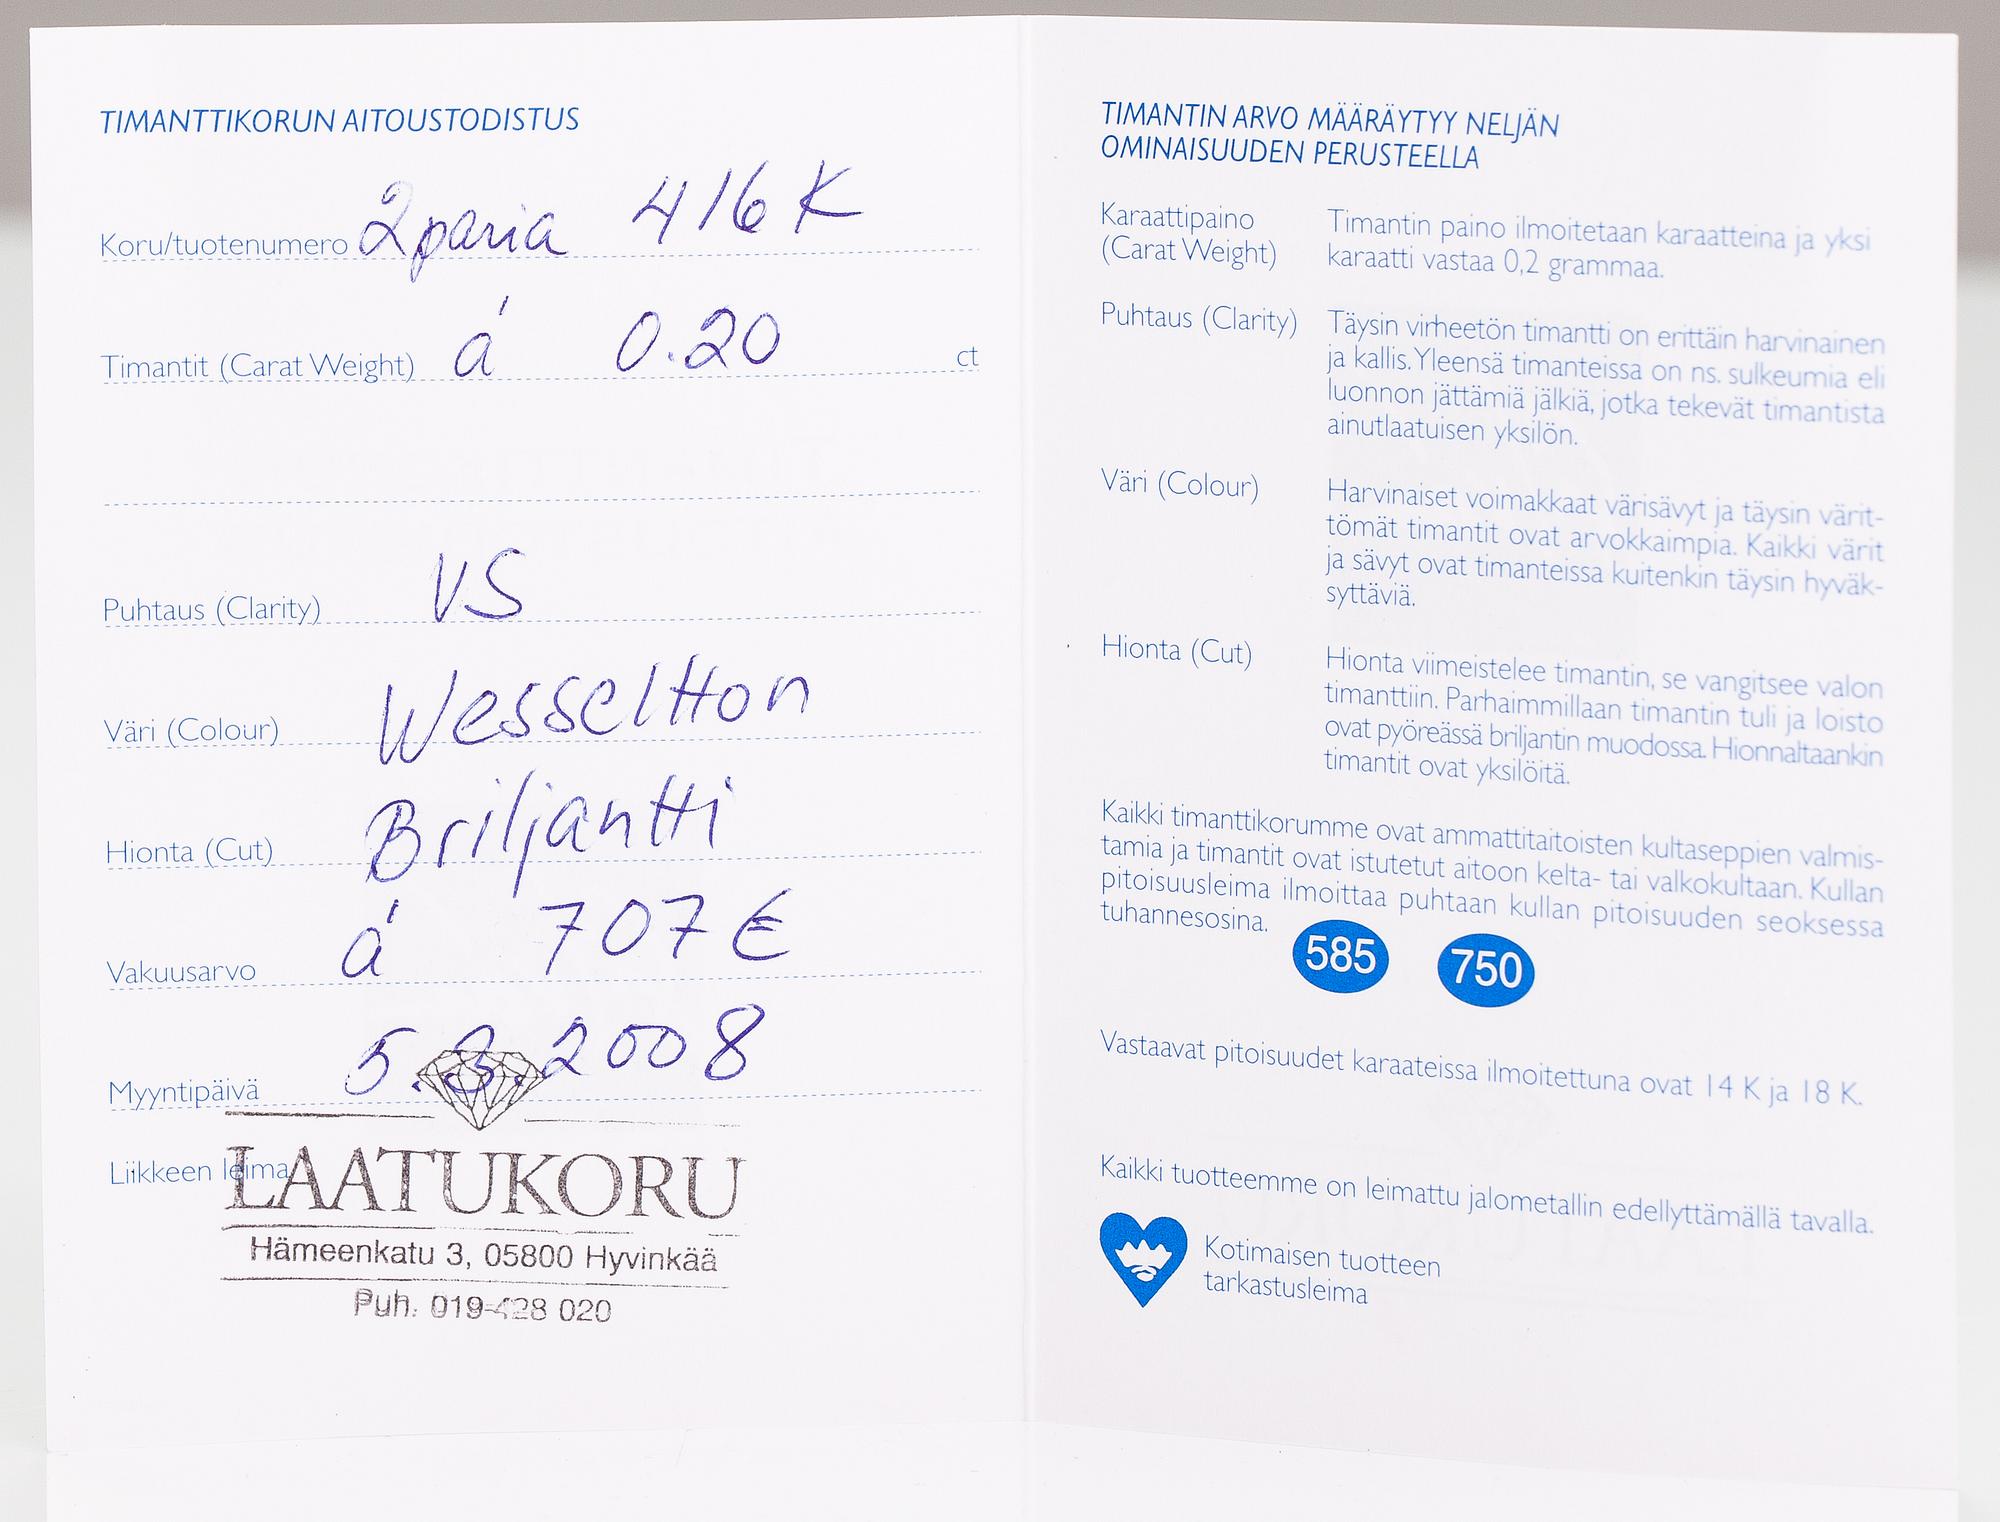 TIMANTTIKORUN AITOUSTODISTUS
Koru/tuotenumero 2paria 416 K
Timantit (Carat Weight) á 0.20 ct
Puhtaus (Clarity) VS
Väri (Colour) Wesseltton
Hionta (Cut) Briljantti
Vakuusarvo á 707 €
Myyntipäivä 5.3.2008
Liikkeen leima
LAATUKORU
Hämeenkatu 3, 05800 Hyvinkää
Puh. 019-428 020
TIMANTIN ARVO MÄÄRÄYTYY NELJÄN
OMINAISUUDEN PERUSTEELLA
Karaattipaino
(Carat Weight)
Timantin paino ilmoitetaan karaatteina ja yksi
karaatti vastaa 0,2 grammaa.
Puhtaus (Clarity)
Täysin virheetön timantti on erittäin harvinainen
ja kallis. Yleensä timanteissa on ns. sulkeumia eli
luonnon jättämiä jälkiä, jotka tekevät timantista
ainutlaatuisen yksilön.
Väri (Colour)
Harvinaiset voimakkaat värisävyt ja täysin värit-
tömät timantit ovat arvokkaimpia. Kaikki värit
ja sävyt ovat timanteissa kuitenkin täysin hyväk-
syttäviä.
Hionta (Cut)
Hionta viimeistelee timantin, se vangitsee valon
timanttiin. Parhaimmillaan timantin tuli ja loisto
ovat pyöreässä briljantin muodossa. Hionnaltaankin
timantit ovat yksilöitä.
Kaikki timanttikorumme ovat ammattitaitoisten kultaseppien valmis-
tamia ja timantit ovat istutetut aitoon kelta- tai valkokultaan. Kullan
pitoisuusleima ilmoittaa puhtaan kullan pitoisuuden seoksessa
tuhannesosina.
585 750
Vastaavat pitoisuudet karaateissa ilmoitettuna ovat 14 K ja 18 K.
Kaikki tuotteemme on leimattu jalometallin edellyttämällä tavalla.
Kotimaisen tuotteen
tarkastusleima